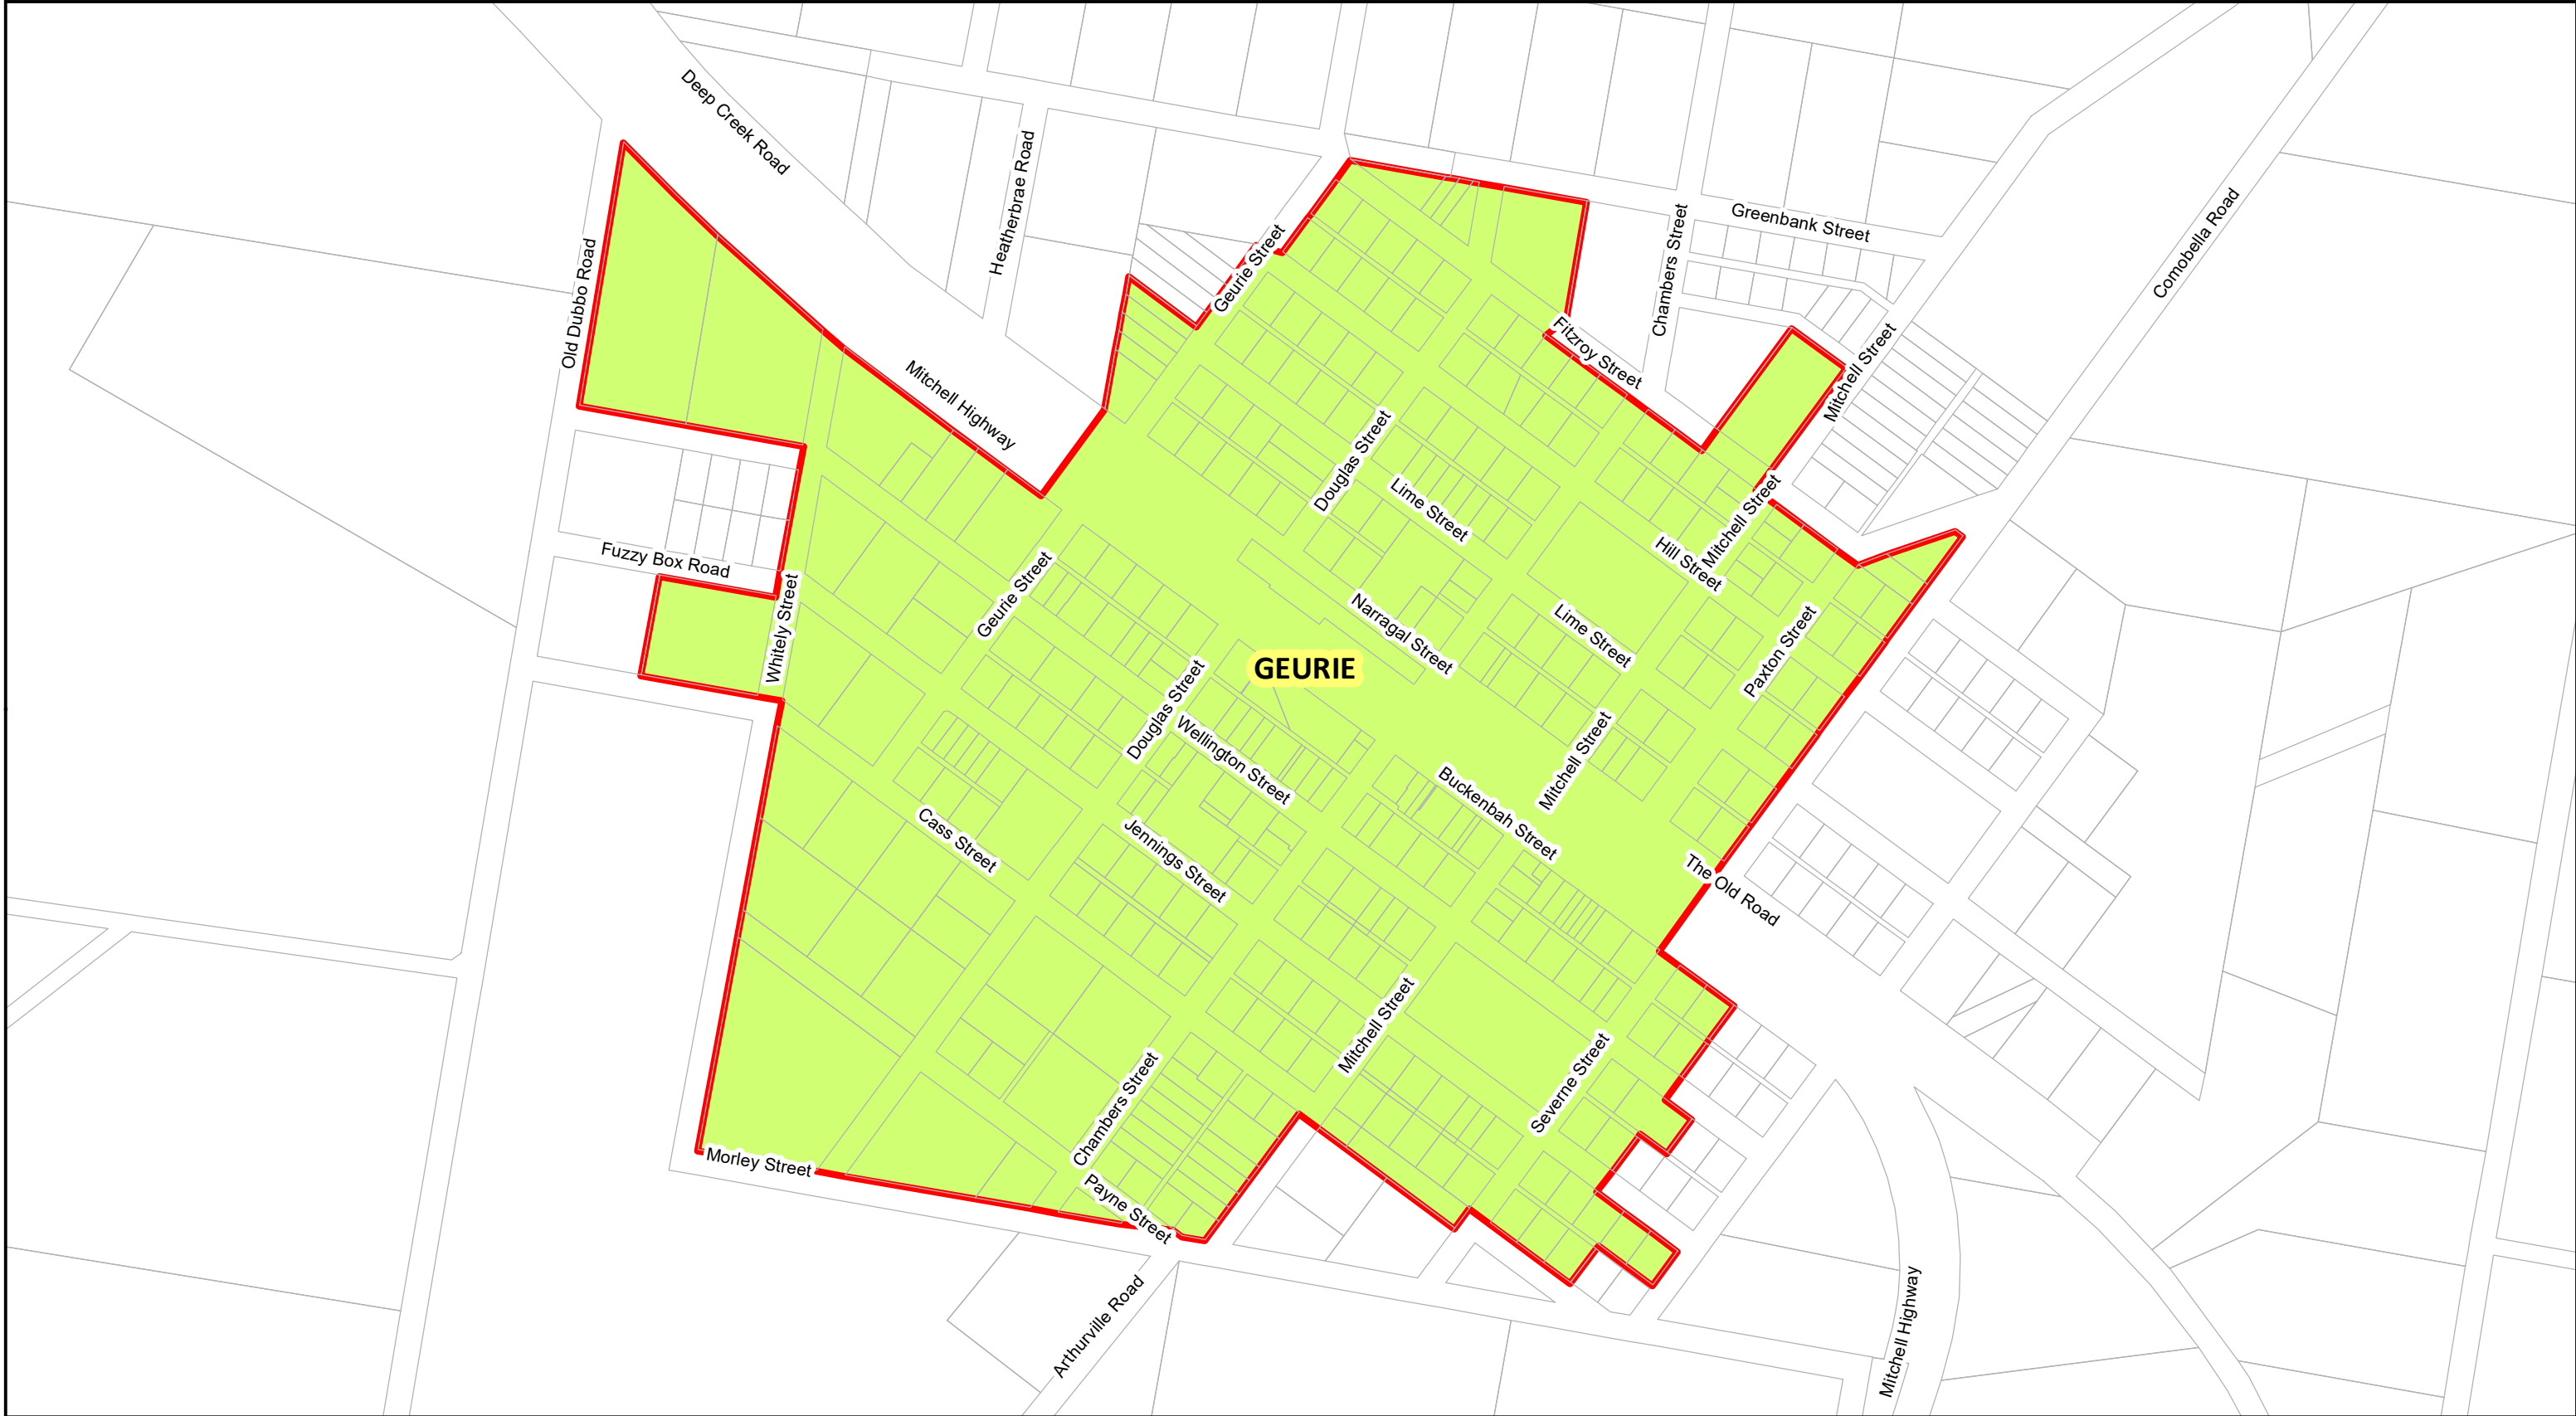 Deep Creek Road
Heatherbrae Road
Geurie Street
Chambers Street
Greenbank Street
Comobella Road
Old Dubbo Road
Mitchell Highway
Fitzroy Street
Mitchell Street
Douglas Street
Lime Street
Mitchell Street
Hill Street
Fuzzy Box Road
Whitely Street
Geurie Street
Narragal Street
Lime Street
Paxton Street
GEURIE
Douglas Street
Wellington Street
Mitchell Street
Buckenbah Street
Cass Street
Jennings Street
The Old Road
Mitchell Street
Severne Street
Chambers Street
Morley Street
Payne Street
Arthurville Road
Mitchell Highway